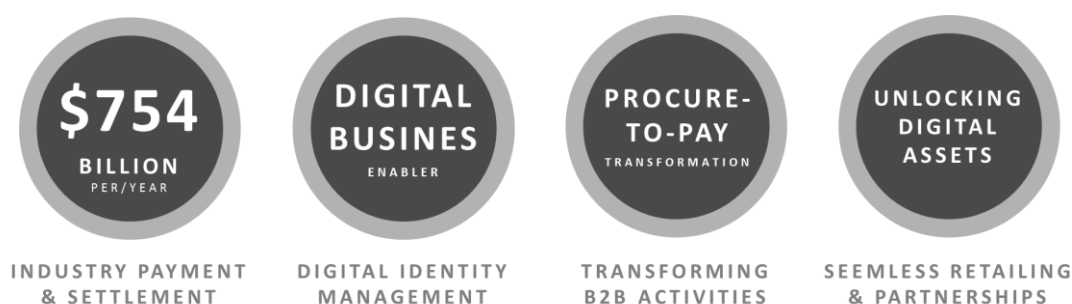 $754
BILLION
PER/YEAR
INDUSTRY PAYMENT
& SETTLEMENT
DIGITAL
BUSINES
ENABLER
DIGITAL IDENTITY
MANAGEMENT
PROCURE-
TO-PAY
TRANSFORMATION
TRANSFORMING
B2B ACTIVITIES
UNLOCKING
DIGITAL
ASSETS
SEEMLESS RETAILING
& PARTNERSHIPS